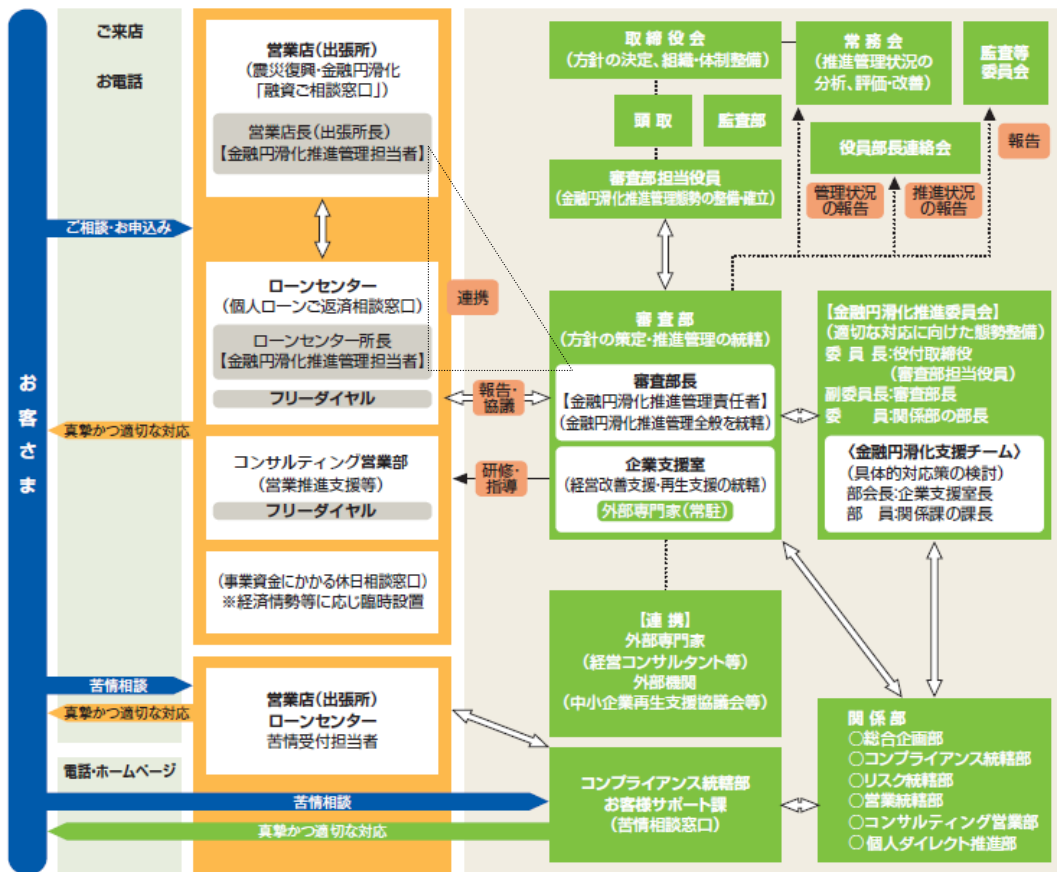 お客さま
ご来店
お電話
ご相談・お申込み
真摯かつ適切な対応
苦情相談
真摯かつ適切な対応
電話・ホームページ
苦情相談
真摯かつ適切な対応
営業店(出張所)
(震災復興・金融円滑化
「融資ご相談窓口」)
営業店長(出張所長)
【金融円滑化推進管理担当者】
ローンセンター
(個人ローンご返済相談窓口)
ローンセンター所長
【金融円滑化推進管理担当者】
フリーダイヤル
コンサルティング営業部
(営業推進支援等)
フリーダイヤル
(事業資金にかかる休日相談窓口)
※経済情勢等に応じ臨時設置
営業店(出張所)
ローンセンター
苦情受付担当者
連携
報告・
協議
研修・
指導
取締役会
(方針の決定、組織・体制整備)
頭取
監査部
審査部担当役員
(金融円滑化推進管理態勢の整備・確立)
常務会
(推進管理状況の
分析、評価・改善)
監査等
委員会
役員部長連絡会
報告
管理状況
の報告
推進状況
の報告
審査部
(方針の策定・推進管理の統轄)
審査部長
【金融円滑化推進管理責任者】
(金融円滑化推進管理全般を統轄)
企業支援室
(経営改善支援・再生支援の統轄)
外部専門家(常駐)
【金融円滑化推進委員会】
(適切な対応に向けた態勢整備)
委員長:役付取締役
(審査部担当役員)
副委員長:審査部長
委員:関係部の部長
〈金融円滑化支援チーム〉
(具体的対応策の検討)
部会長:企業支援室長
部員:関係課の課長
【連携】
外部専門家
(経営コンサルタント等)
外部機関
(中小企業再生支援協議会等)
コンプライアンス統轄部
お客様サポート課
(苦情相談窓口)
関係部
○総合企画部
○コンプライアンス統轄部
○リスク統轄部
○営業統轄部
○コンサルティング営業部
○個人ダイレクト推進部